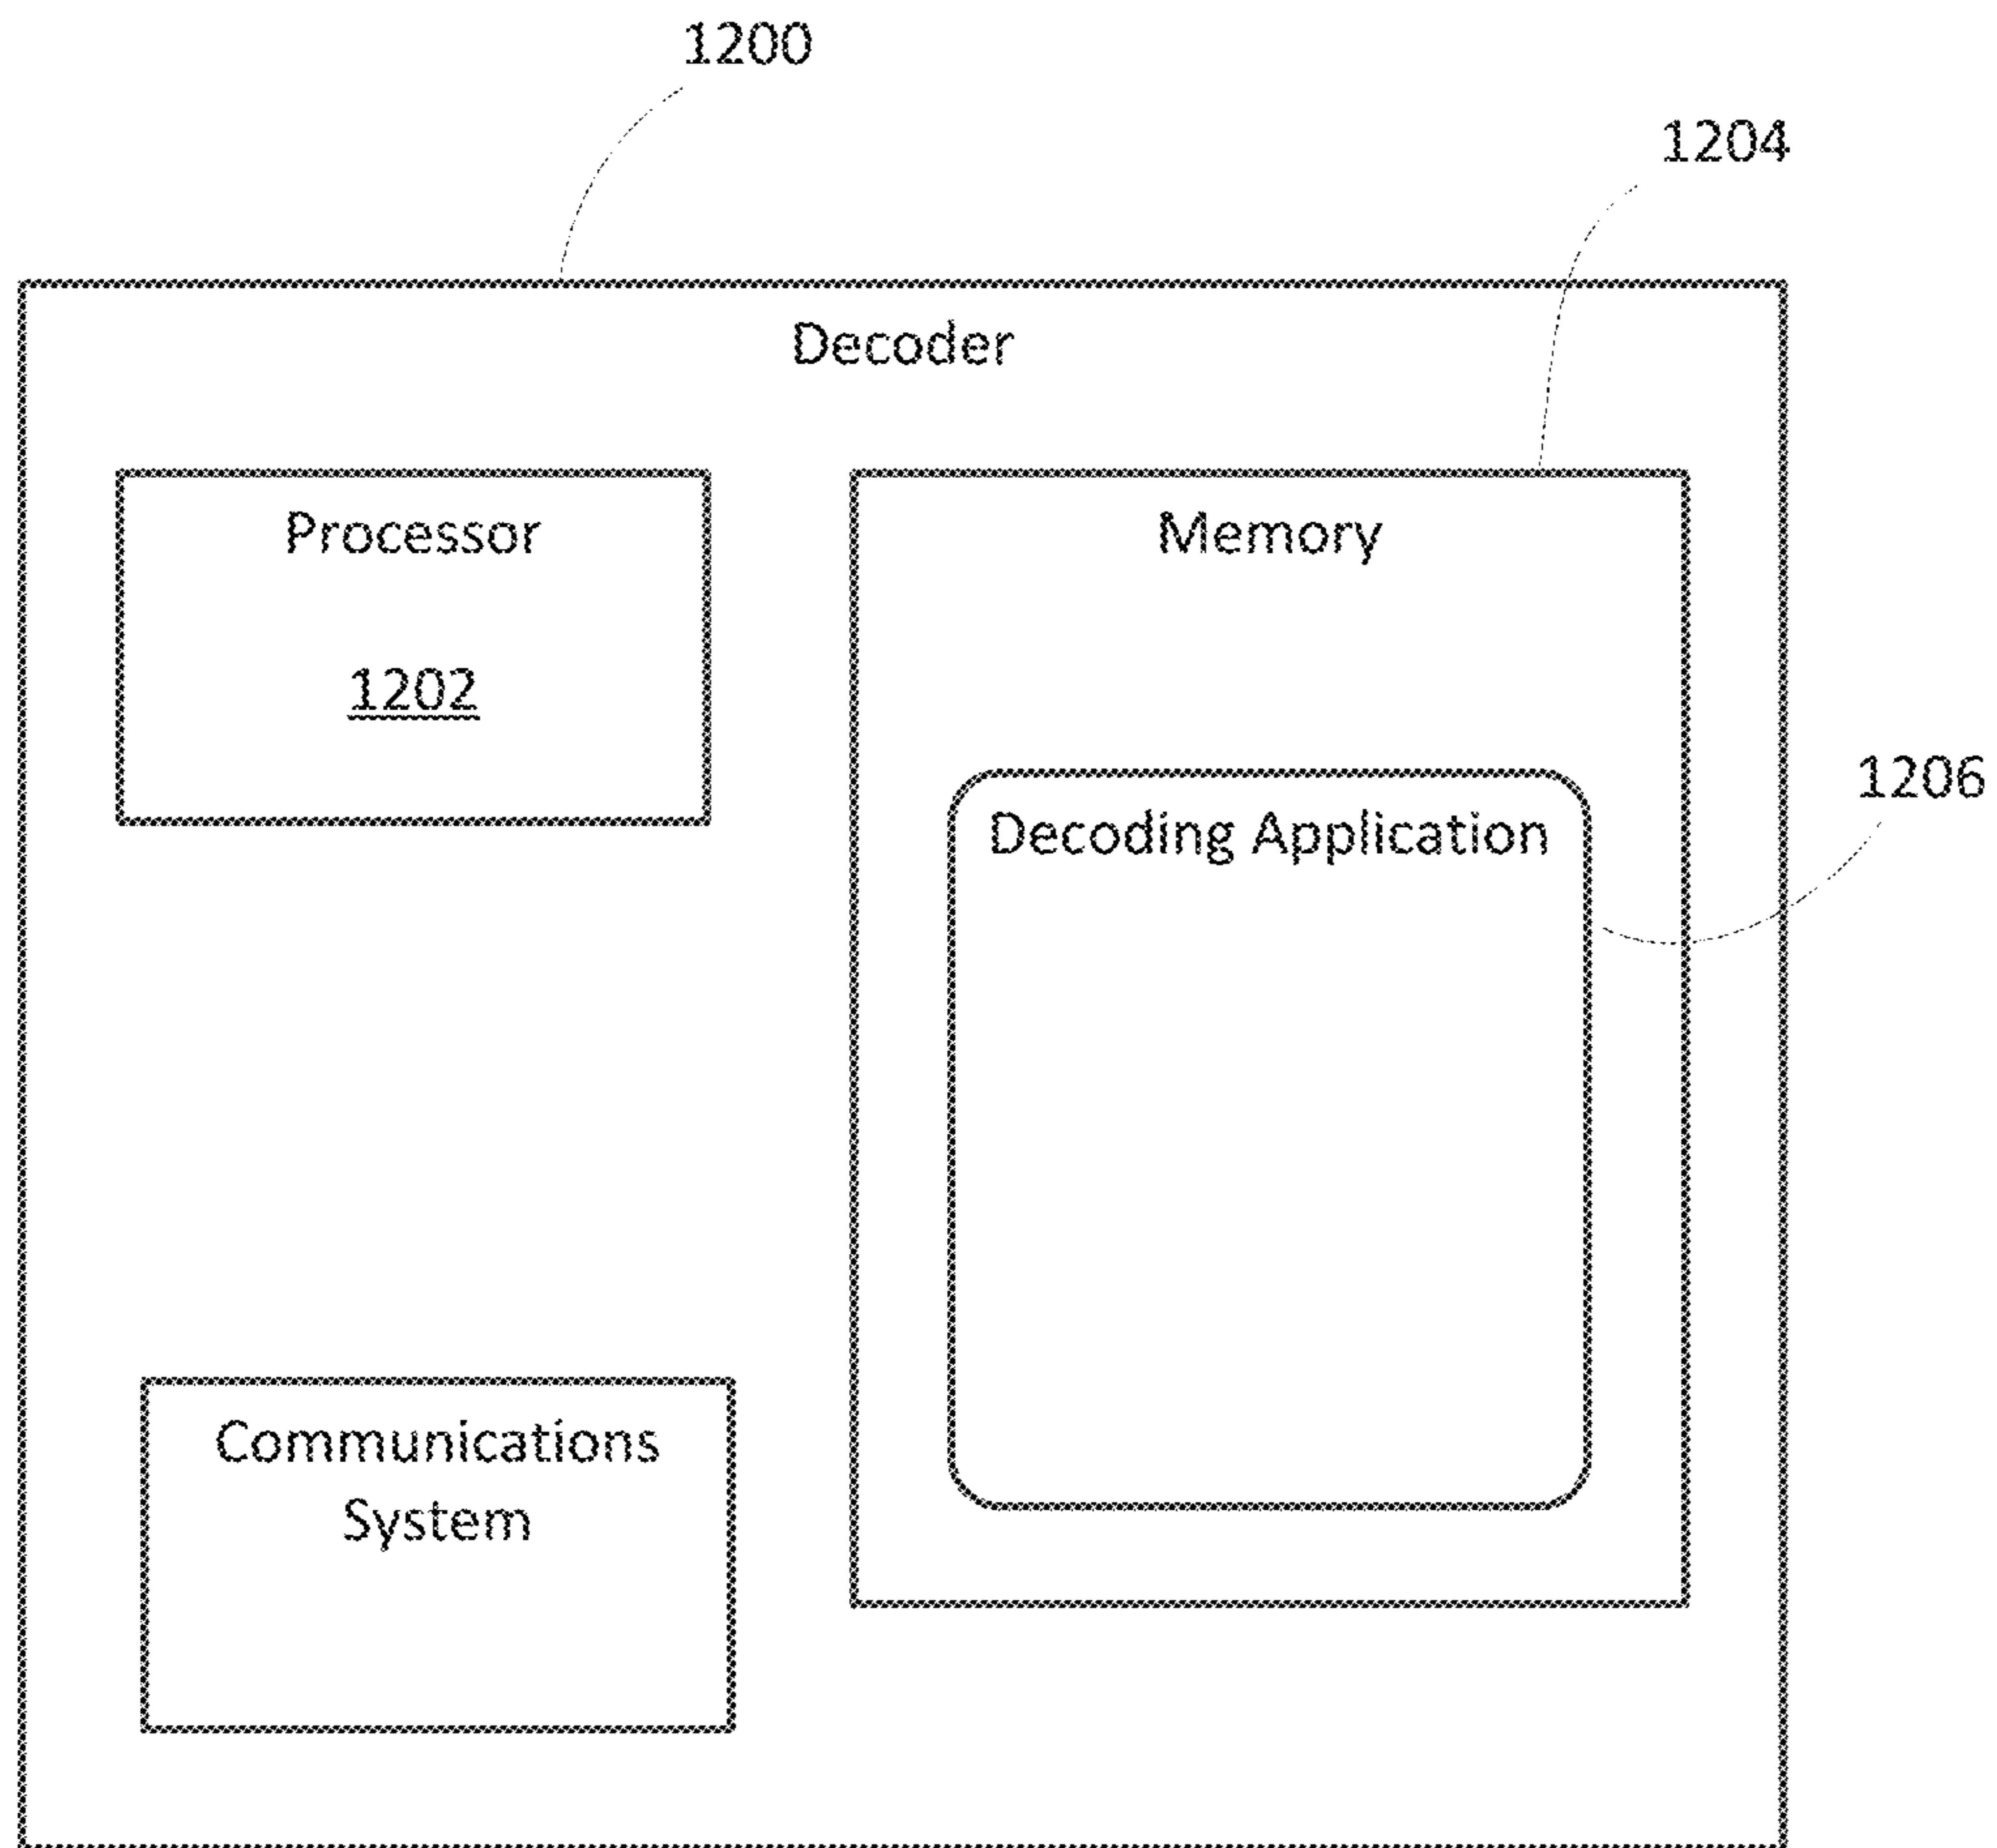 1200
1204
Decoder
Processor
1202
Memory
Decoding Application
1206
Communications
System